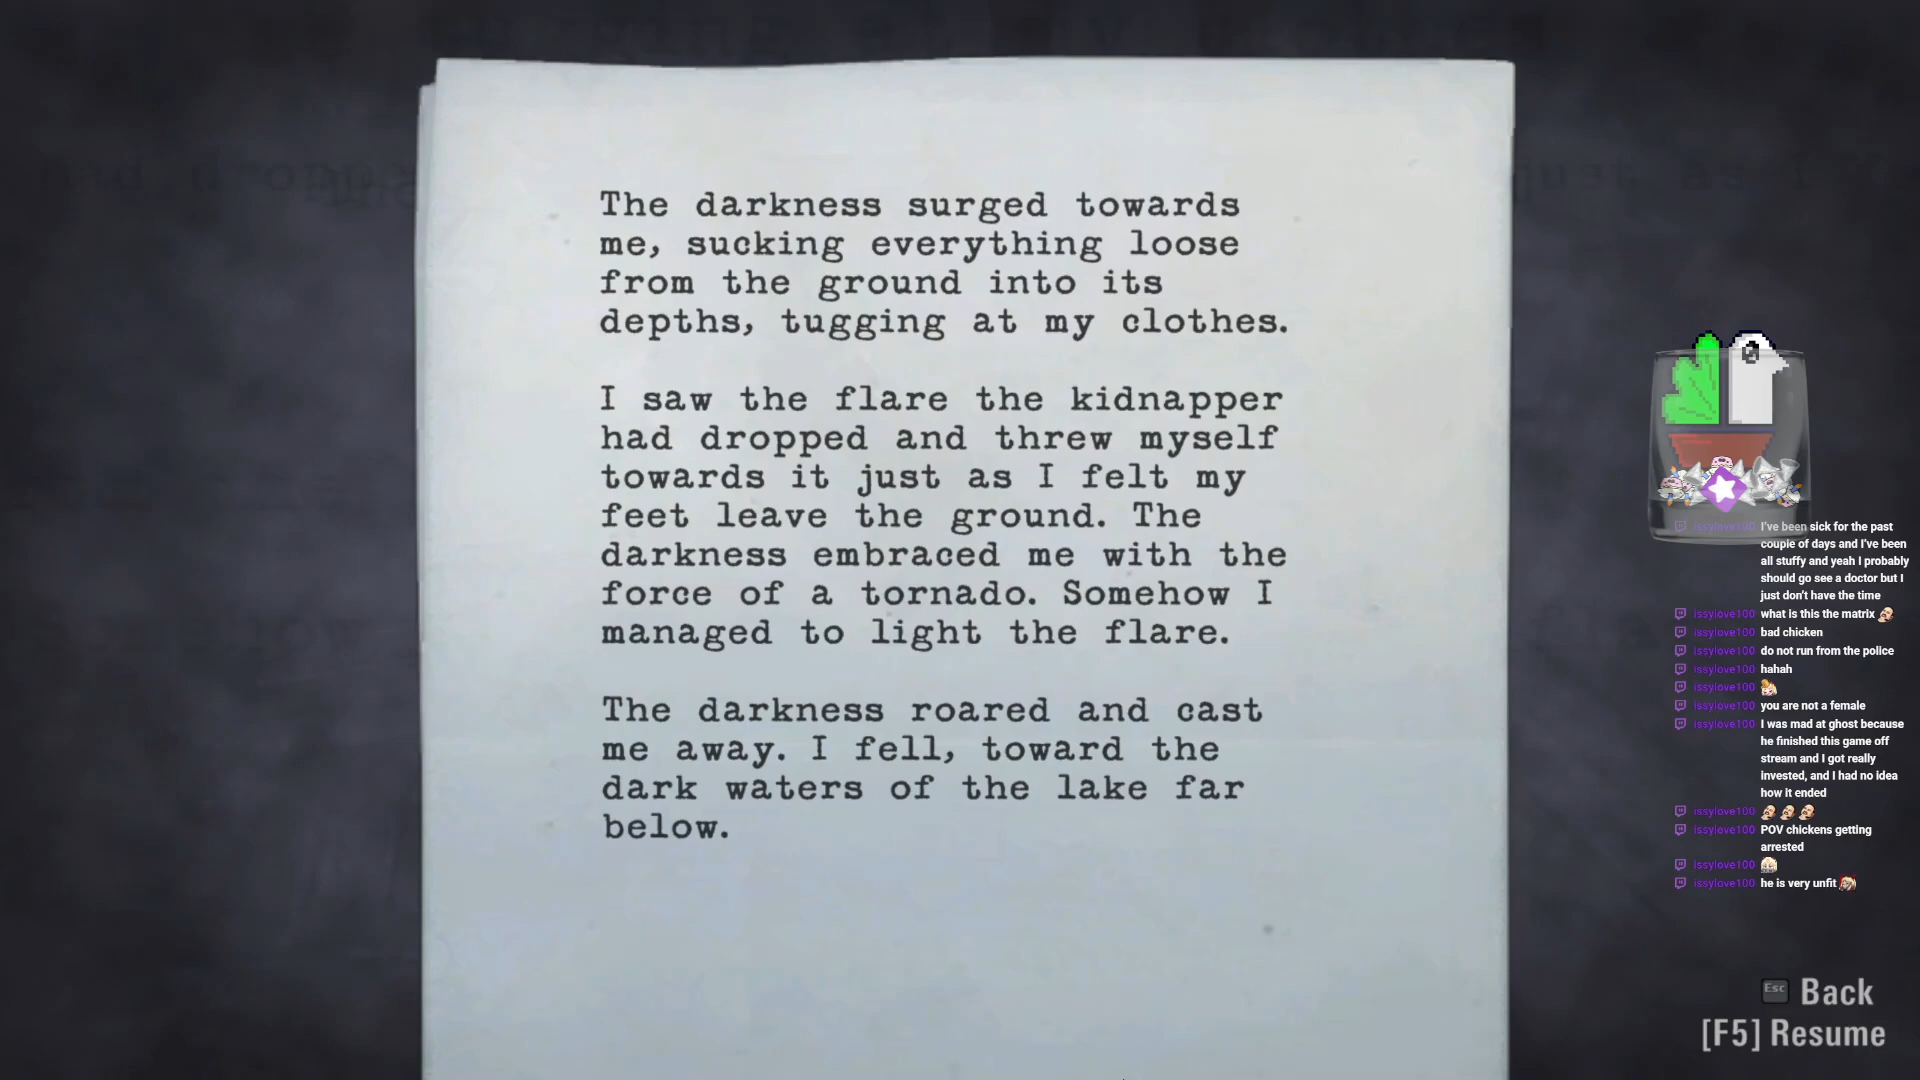 The darkness surged towards
me, sucking everything loose
from the ground into its
depths, tugging at my clothes.
I saw the flare the kidnapper
had dropped and threw myself
towards it just as I felt my
feet leave the ground. The
darkness embraced me with the
force of a tornado. Somehow I
managed to light the flare.
The darkness roared and cast
me away. I fell, toward the
dark waters of the lake far
below.
issylove100 I've been sick for the past
couple of days and I've been
all stuffy and yeah I probably
should go see a doctor but I
just don't have the time
issylove100 what is this the matrix
issylove100 bad chicken
issylove100 do not run from the police
issylove100 hahah
issylove100
issylove100 you are not a female
issylove100 I was mad at ghost because
he finished this game off
stream and I got really
invested, and I had no idea
how it ended
issylove100
issylove100 POV chickens getting
arrested
issylove100
issylove100 he is very unfit
Esc Back
[F5] Resume